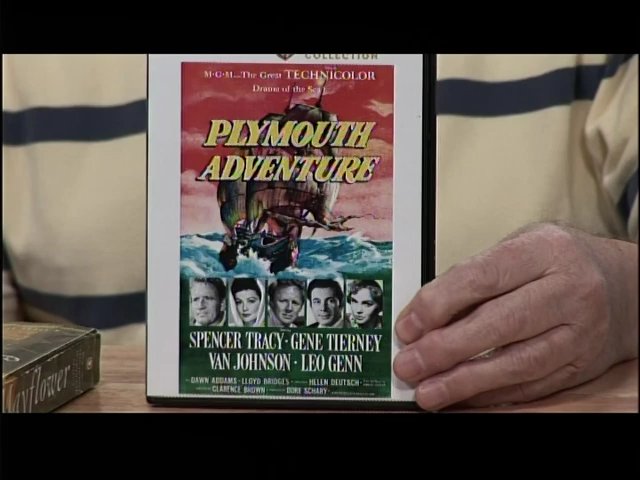 COLLECTION
M-G-M...The Great TECHNICOLOR
Drama of the Sea!
PLYMOUTH
ADVENTURE
SPENCER TRACY · GENE TIERNEY
VAN JOHNSON · LEO GENN
DAWN ADDAMS · LLOYD BRIDGES HELEN DEUTSCH
CLARENCE BROWN DORE SCHARY
Mayflower